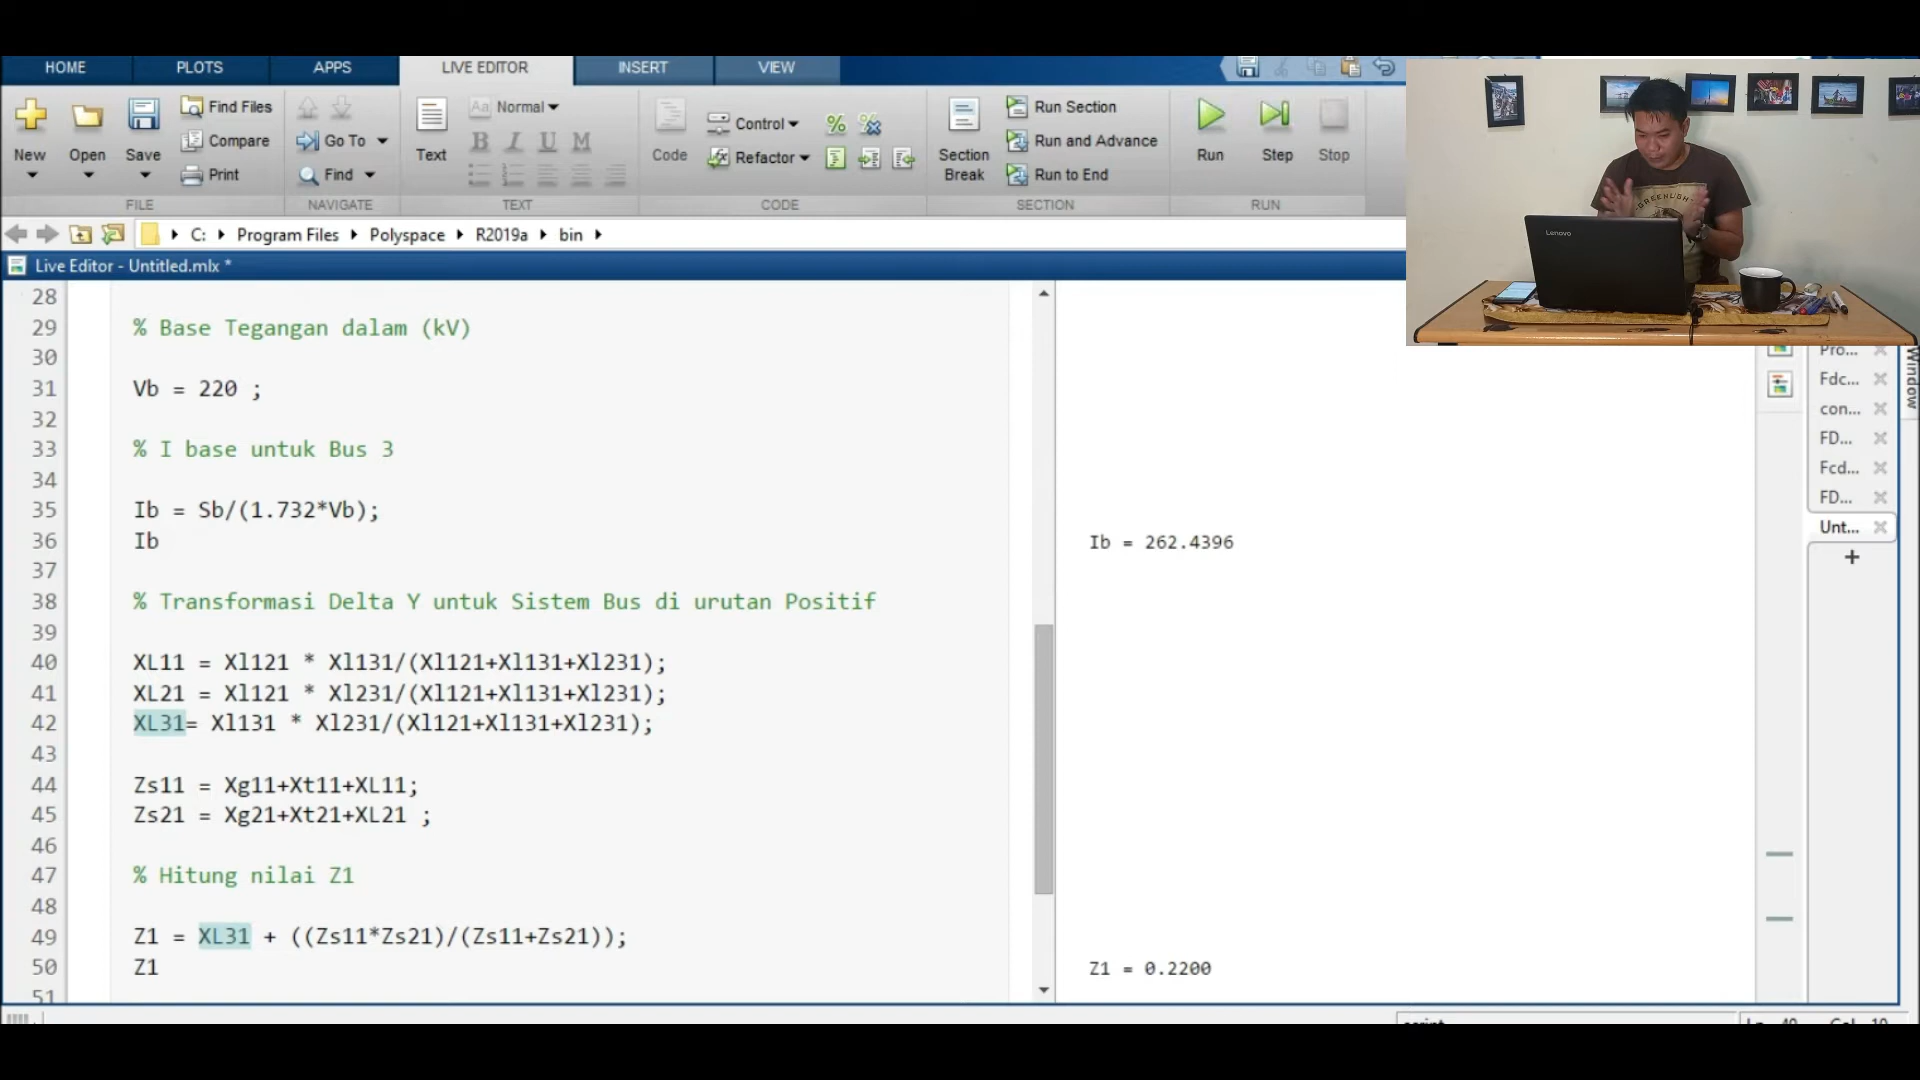 HOME PLOTS APPS LIVE EDITOR INSERT VIEW
New Open Save Find Files Compare Print
Go To Find
Text Aa Normal B I U M
Code Control Refactor
Section Break Run Section Run and Advance Run to End
Run Step Stop
FILE NAVIGATE TEXT CODE SECTION RUN
C: Program Files Polyspace R2019a bin
Live Editor - Untitled.mlx *
28
29 % Base Tegangan dalam (kV)
30
31 Vb = 220 ;
32
33 % I base untuk Bus 3
34
35 Ib = Sb/(1.732*Vb);
36 Ib
37
38 % Transformasi Delta Y untuk Sistem Bus di urutan Positif
39
40 XL11 = Xl121 * Xl131/(Xl121+Xl131+Xl231);
41 XL21 = Xl121 * Xl231/(Xl121+Xl131+Xl231);
42 XL31= Xl131 * Xl231/(Xl121+Xl131+Xl231);
43
44 Zs11 = Xg11+Xt11+XL11;
45 Zs21 = Xg21+Xt21+XL21 ;
46
47 % Hitung nilai Z1
48
49 Z1 = XL31 + ((Zs11*Zs21)/(Zs11+Zs21));
50 Z1
51
Ib = 262.4396
Z1 = 0.2200
Pro...
Fdc...
con...
FD...
Fcd...
FD...
Unt...
+
Window
Lenovo